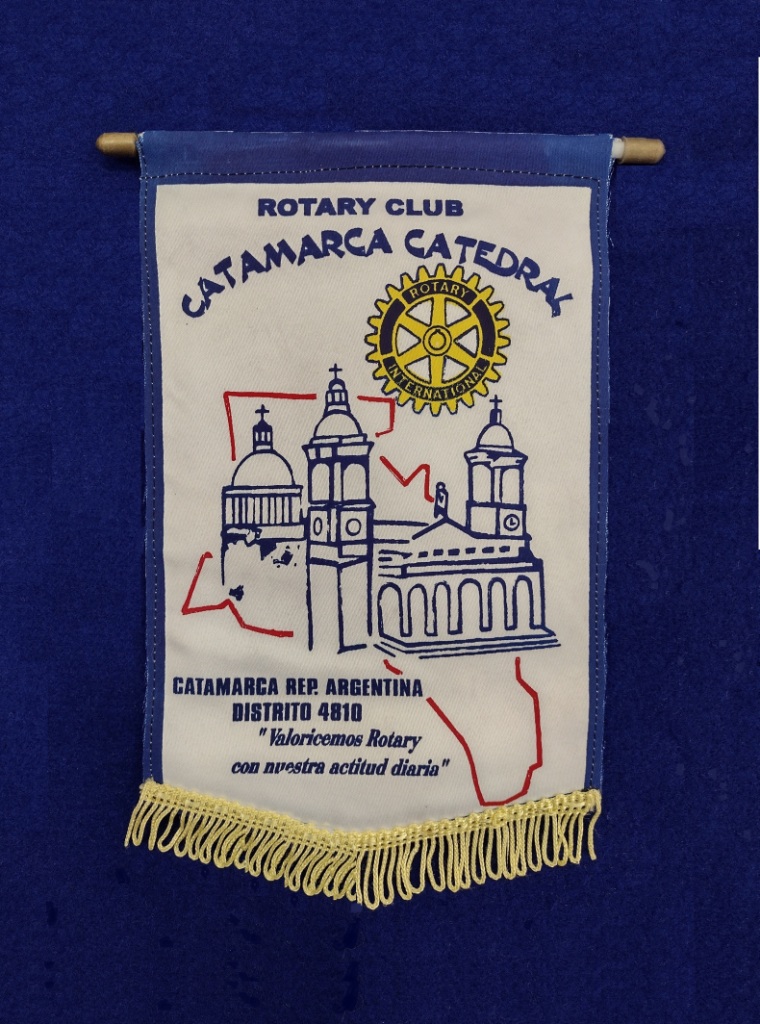 ROTARY CLUB
CATAMARCA CATEDRAL
ROTARY
INTERNATIONAL
CATAMARCA REP. ARGENTINA
DISTRITO 4810
"Valoricemos Rotary
con nuestra actitud diaria"